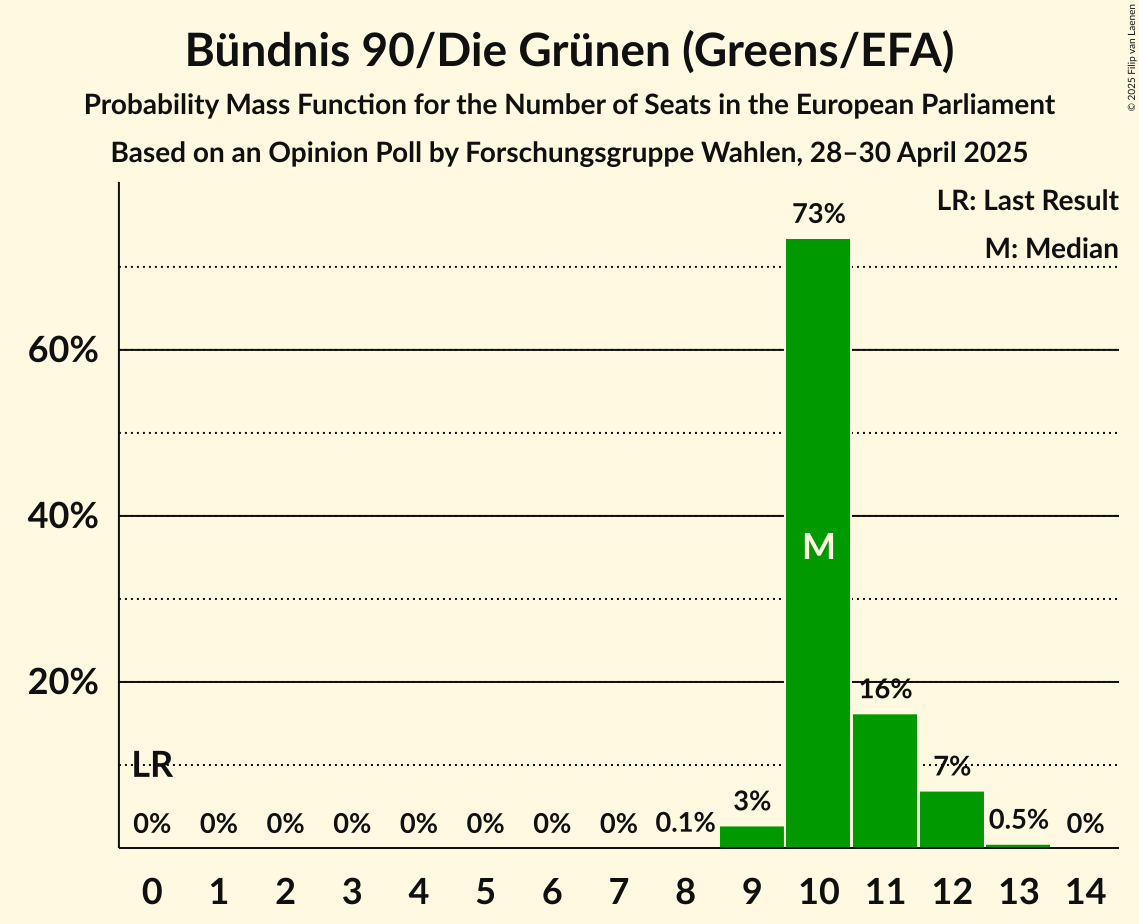 Bündnis 90/Die Grünen (Greens/EFA)
Probability Mass Function for the Number of Seats in the European Parliament
Based on an Opinion Poll by Forschungsgruppe Wahlen, 28–30 April 2025
© 2025 Filip van Laenen
LR: Last Result
M: Median
73%
60%
40%
M
20%
16%
LR
7%
0% 0% 0% 0% 0% 0% 0% 0% 0.1% 3% 0.5% 0%
0 1 2 3 4 5 6 7 8 9 10 11 12 13 14